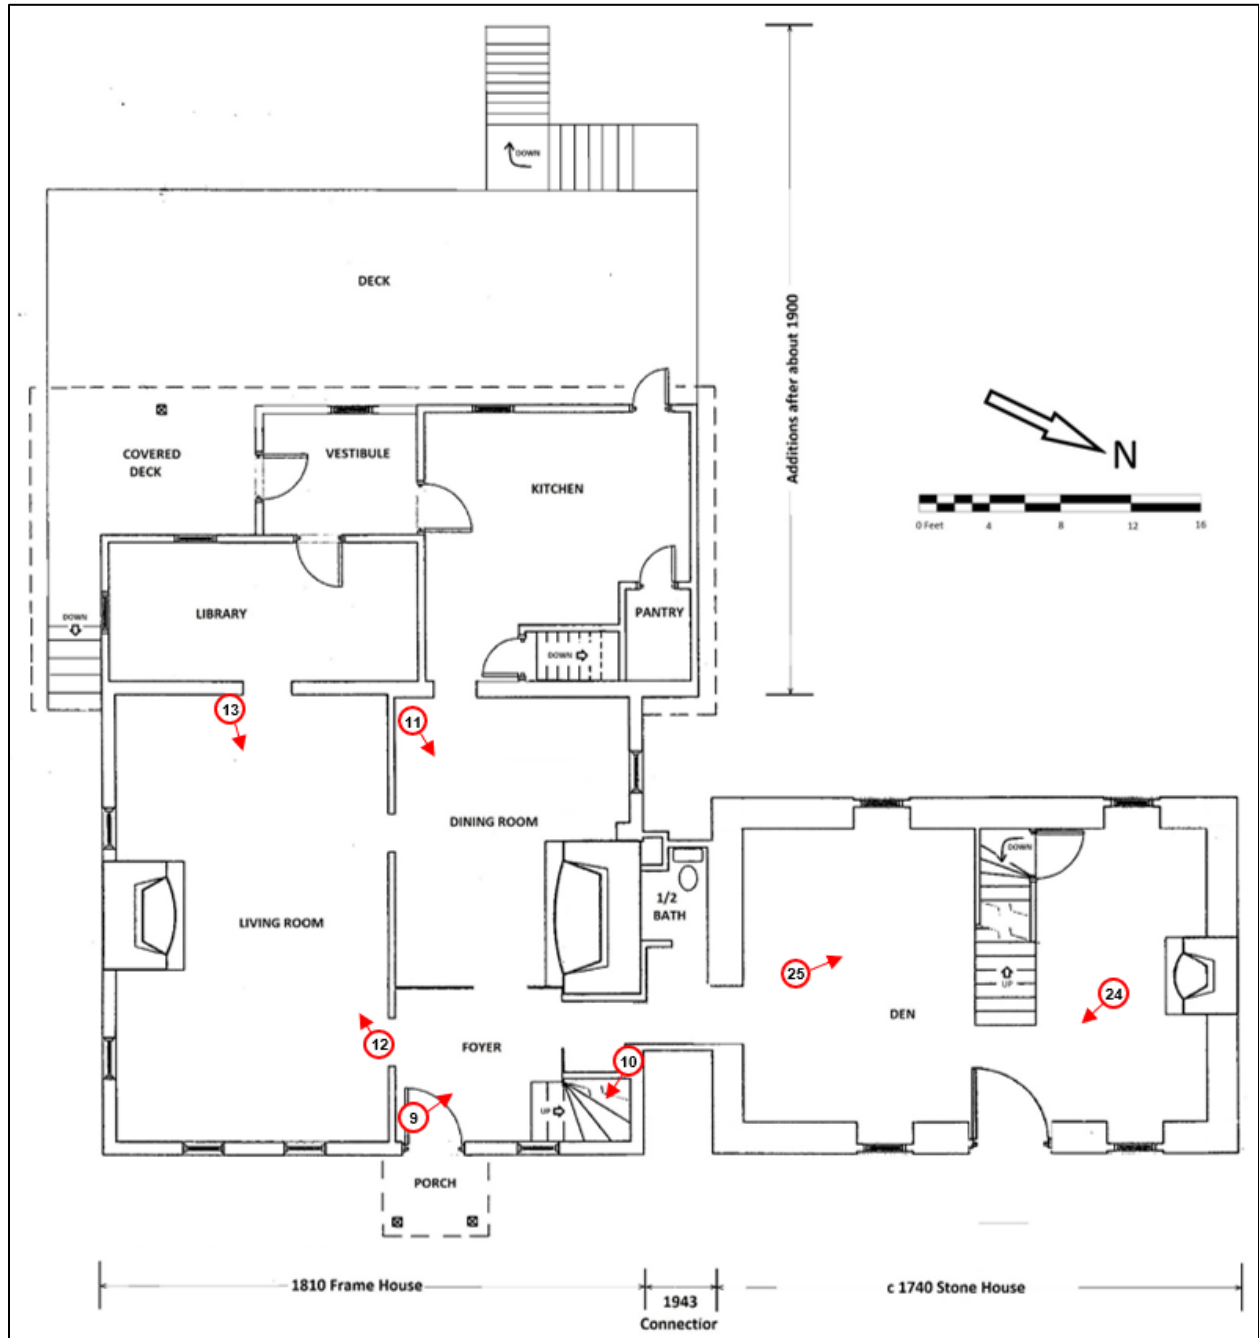 DOWN
DECK
Additions after about 1900
COVERED
DECK
VESTIBULE
KITCHEN
N
0 Feet 4 8 12 16
DOWN
LIBRARY
PANTRY
DOWN
13
11
DINING ROOM
DOWN
1/2
BATH
LIVING ROOM
25
UP
24
DEN
12
FOYER
10
9
UP
PORCH
1810 Frame House
c 1740 Stone House
1943
Connectior